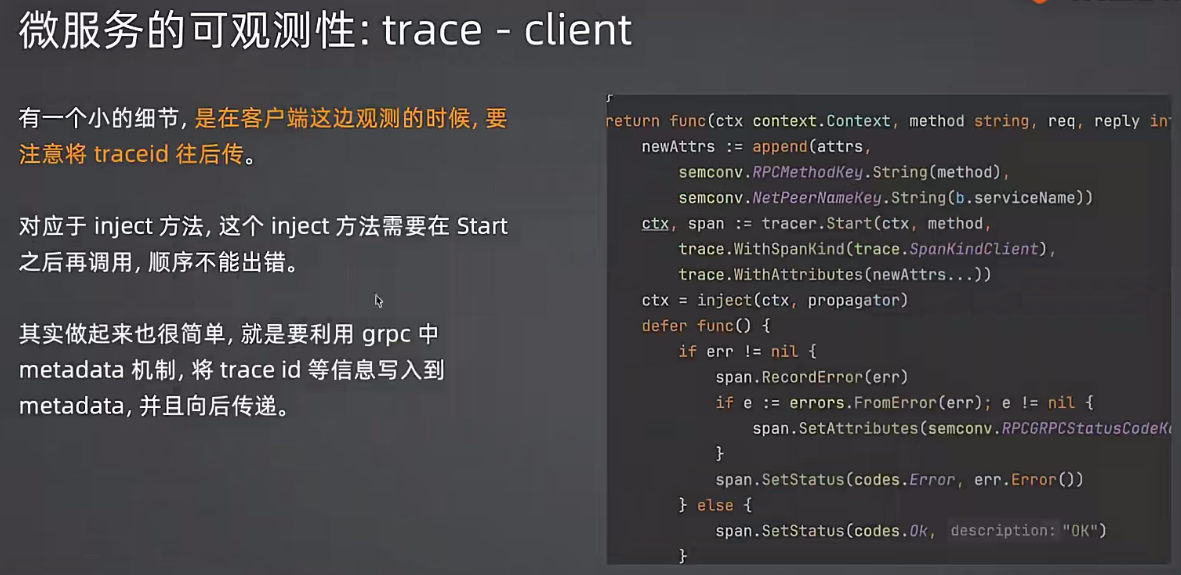 微服务的可观测性: trace - client
有一个小的细节, 是在客户端这边观测的时候, 要
注意将 traceid 往后传。
对应于 inject 方法, 这个 inject 方法需要在 Start
之后再调用, 顺序不能出错。
其实做起来也很简单, 就是要利用 grpc 中
metadata 机制, 将 trace id 等信息写入到
metadata, 并且向后传递。
return func(ctx context.Context, method string, req, reply in
newAttrs := append(attrs,
semconv.RPCMethodKey.String(method),
semconv.NetPeerNameKey.String(b.serviceName))
ctx, span := tracer.Start(ctx, method,
trace.WithSpanKind(trace.SpanKindClient),
trace.WithAttributes(newAttrs...))
ctx = inject(ctx, propagator)
defer func() {
if err != nil {
span.RecordError(err)
if e := errors.FromError(err); e != nil {
span.SetAttributes(semconv.RPCGRPCStatusCodeKe
}
span.SetStatus(codes.Error, err.Error())
} else {
span.SetStatus(codes.Ok, description: "OK")
}